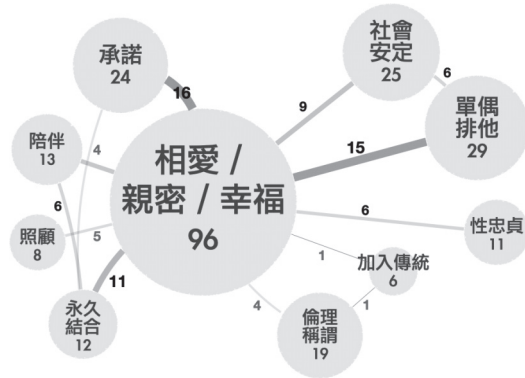 承諾
24
社會
安定
25
6
單偶
排他
29
16
9
15
陪伴
13
4
相愛 /
親密 / 幸福
96
6
照顧
8
5
6
性忠貞
11
11
1
加入傳統
6
永久
結合
12
4
1
倫理
稱謂
19